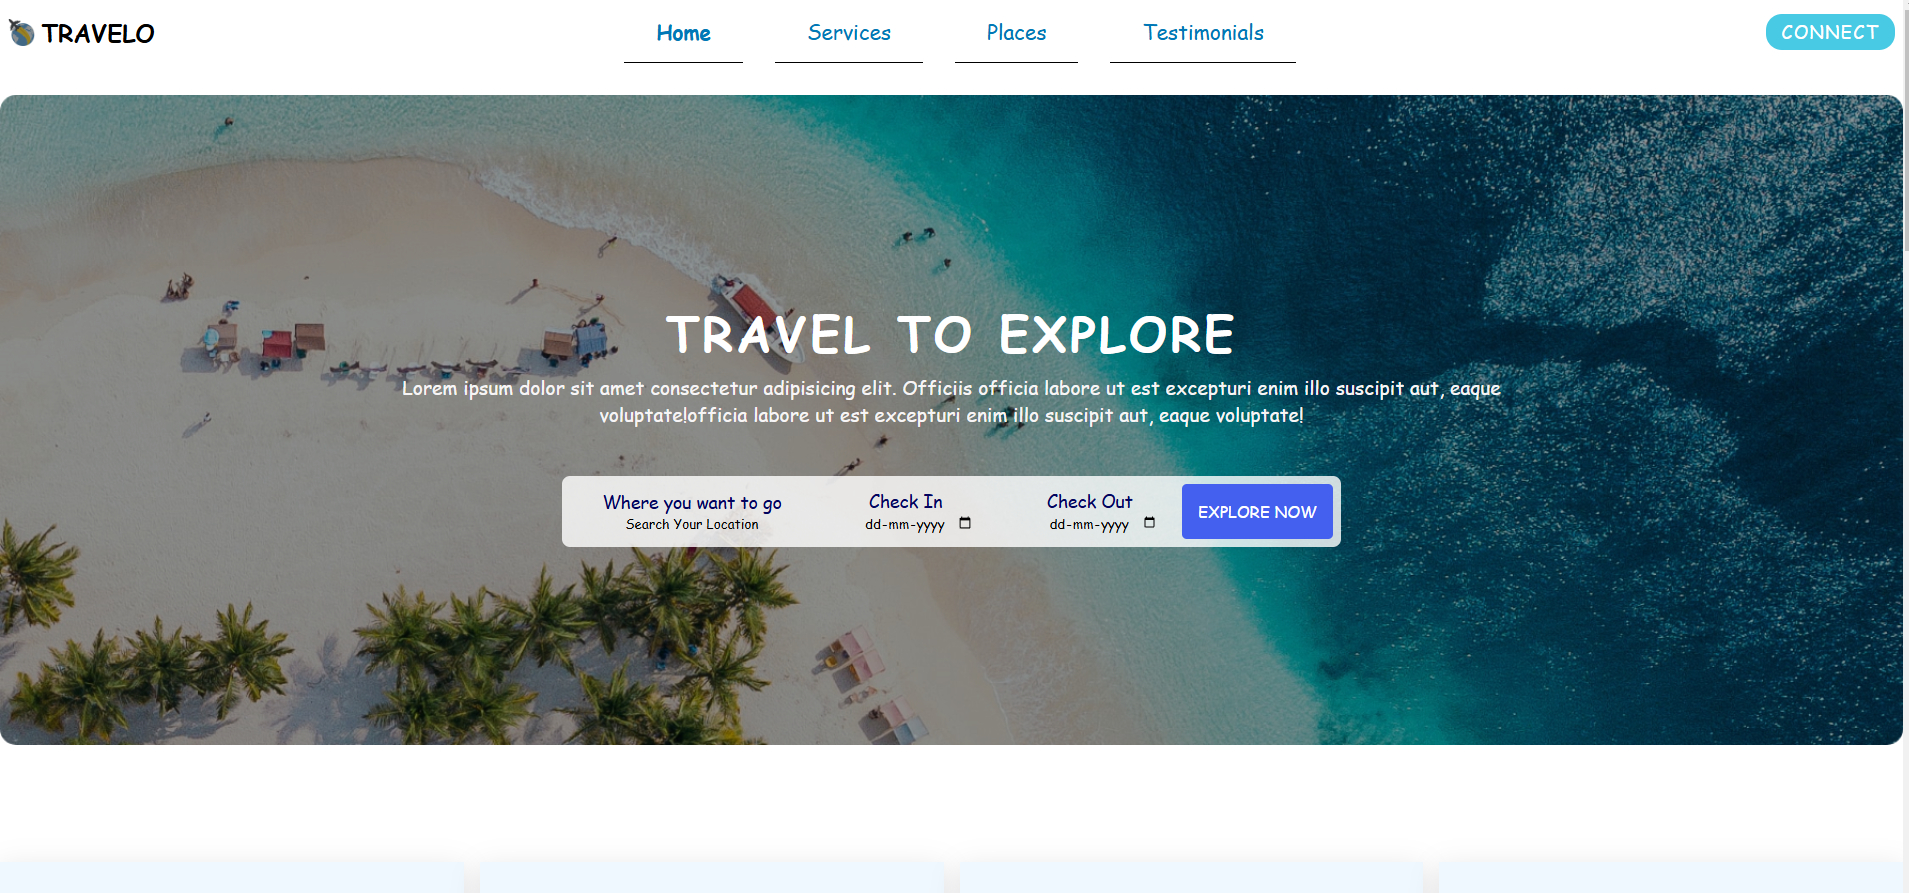 TRAVELO
Home
Services
Places
Testimonials
CONNECT
TRAVEL TO EXPLORE
Lorem ipsum dolor sit amet consectetur adipisicing elit. Officiis officia labore ut est excepturi enim illo suscipit aut, eaque
voluptate!officia labore ut est excepturi enim illo suscipit aut, eaque voluptate!
Where you want to go
Search Your Location
Check In
dd-mm-yyyy
Check Out
dd-mm-yyyy
EXPLORE NOW